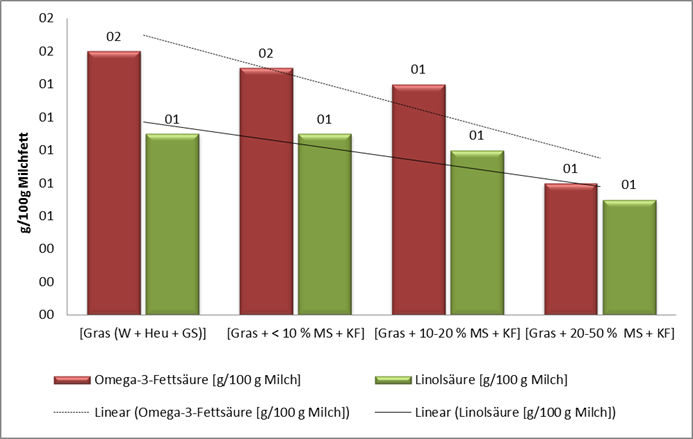 02
02
01
01
01
01
01
00
00
00
g/100g Milchfett
02
01
02
01
01
01
01
01
[Gras (W + Heu + GS)]
[Gras + < 10 % MS + KF]
[Gras + 10-20 % MS + KF]
[Gras + 20-50 % MS + KF]
Omega-3-Fettsäure [g/100 g Milch]
Linolsäure [g/100 g Milch]
Linear (Omega-3-Fettsäure [g/100 g Milch])
Linear (Linolsäure [g/100 g Milch])